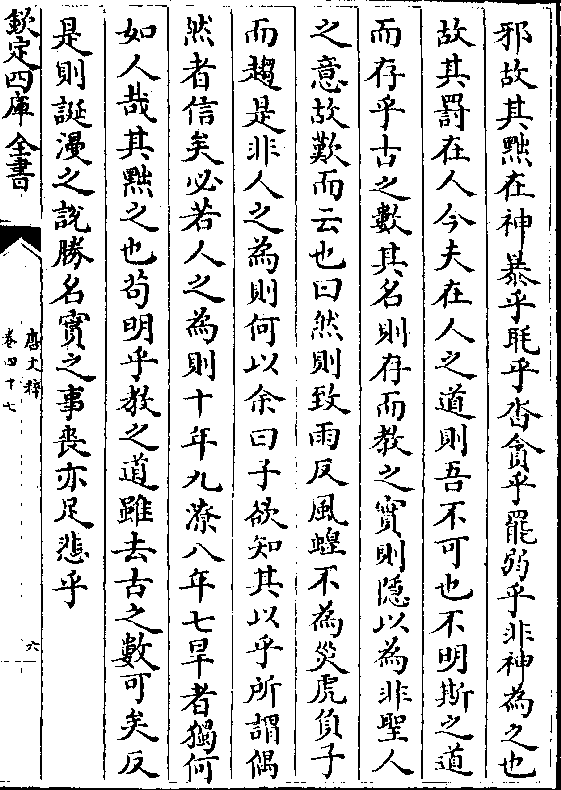 邪故其黜在神暴乎眊乎沓貪乎罷弱乎非神為之也
故其罰在人今夫在人之道則吾不可也不明斯之道
而存乎古之數其名則存而教之實則隱以為非聖人
之意故歎而云也曰然則致雨反風蝗不為災虎負子
而趨是非人之為則何以余曰子欲知其以乎所謂偶
然者信矣必若人之為則十年九潦八年七旱者獨何
如人哉其黜之也苟明乎教之道雖去古之數可矣反
是則誕漫之說勝名實之事喪亦足悲乎
欽定四庫全書
唐文粹
卷四十七
六